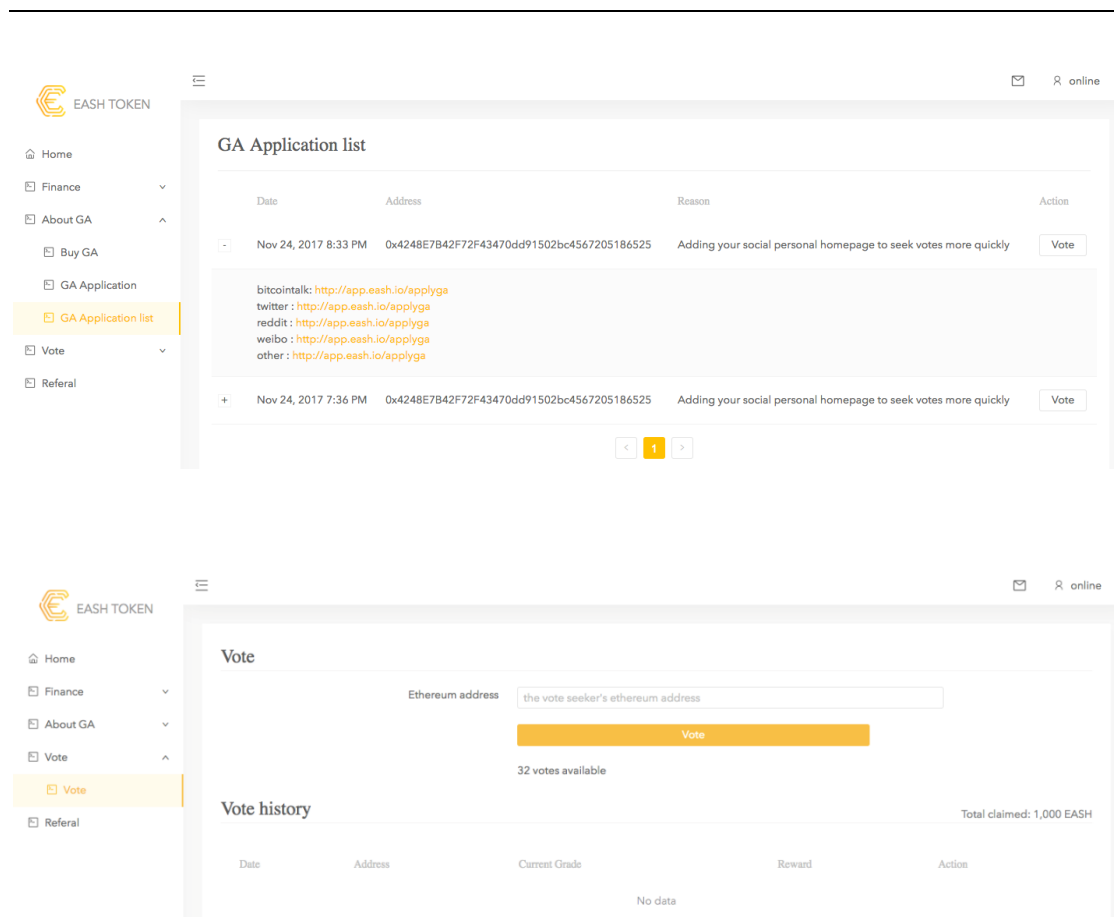 EASH TOKEN
online
Home
Finance
About GA
Buy GA
GA Application
GA Application list
Vote
Referal
GA Application list
Date Address Reason Action
- Nov 24, 2017 8:33 PM 0x4248E7B42F72F43470dd91502bc4567205186525 Adding your social personal homepage to seek votes more quickly Vote
bitcointalk: http://app.eash.io/applyga
twitter : http://app.eash.io/applyga
reddit : http://app.eash.io/applyga
weibo : http://app.eash.io/applyga
other : http://app.eash.io/applyga
+ Nov 24, 2017 7:36 PM 0x4248E7B42F72F43470dd91502bc4567205186525 Adding your social personal homepage to seek votes more quickly Vote
< 1 >
EASH TOKEN
online
Home
Finance
About GA
Vote
Vote
Referal
Vote
Ethereum address the vote seeker's ethereum address
Vote
32 votes available
Vote history Total claimed: 1,000 EASH
Date Address Current Grade Reward Action
No data